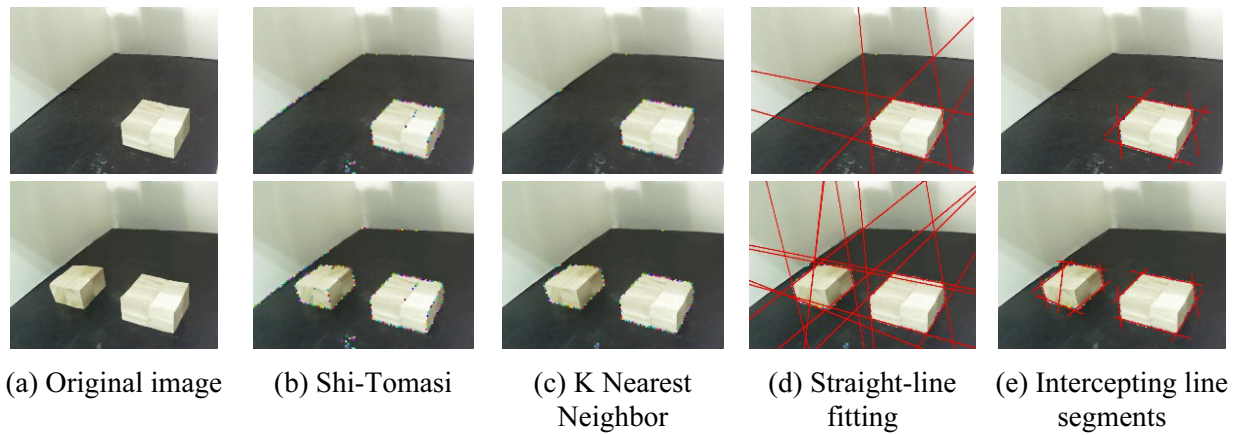 (a) Original image
(b) Shi-Tomasi
(c) K Nearest
Neighbor
(d) Straight-line
fitting
(e) Intercepting line
segments